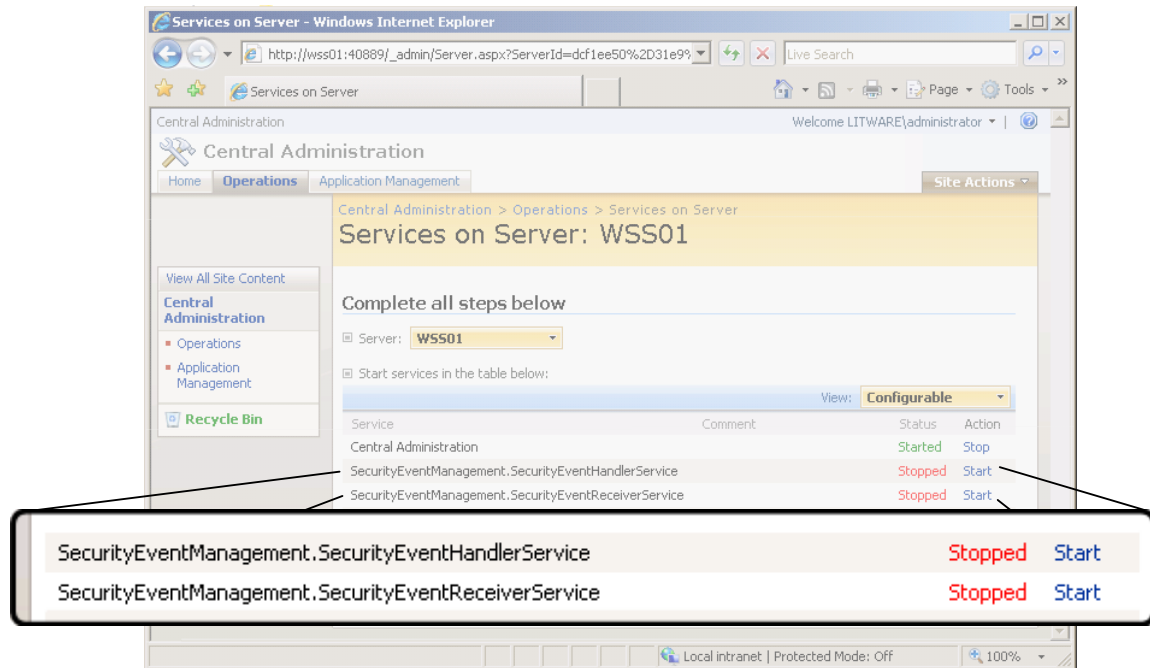 Services on Server - Windows Internet Explorer
http://wss01:40889/_admin/Server.aspx?ServerId=dcf1ee50%2D31e9% Live Search
Services on Server Page Tools »
Central Administration Welcome LITWARE\administrator
Central Administration
Home Operations Application Management Site Actions
Central Administration > Operations > Services on Server
Services on Server: WSS01
View All Site Content
Central
Administration
Operations
Application
Management
Recycle Bin
Complete all steps below
Server: WSS01
Start services in the table below:
View: Configurable
Service Comment Status Action
Central Administration Started Stop
SecurityEventManagement.SecurityEventHandlerService Stopped Start
SecurityEventManagement.SecurityEventReceiverService Stopped Start
SecurityEventManagement.SecurityEventHandlerService Stopped Start
SecurityEventManagement.SecurityEventReceiverService Stopped Start
Local intranet | Protected Mode: Off 100%